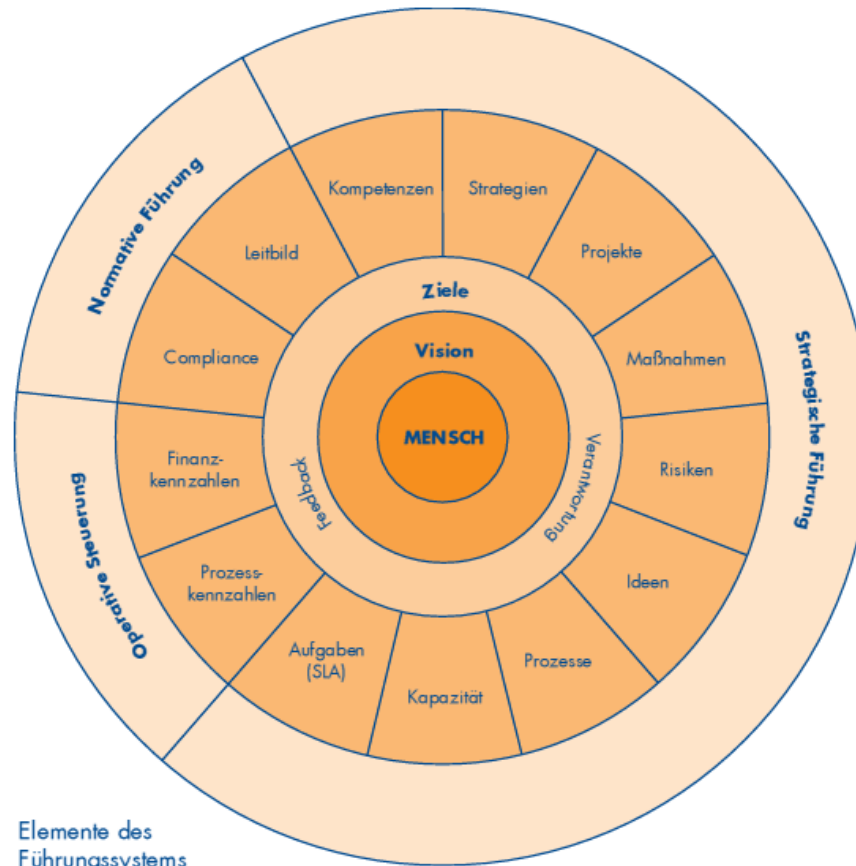 Normative Führung
Strategische Führung
Operative Steuerung
Kompetenzen
Strategien
Projekte
Maßnahmen
Risiken
Ideen
Prozesse
Kapazität
Aufgaben
(SLA)
Prozess-
kennzahlen
Finanz-
kennzahlen
Compliance
Leitbild
Ziele
Verantwortung
Feedback
Vision
MENSCH
Elemente des
Führungssystems